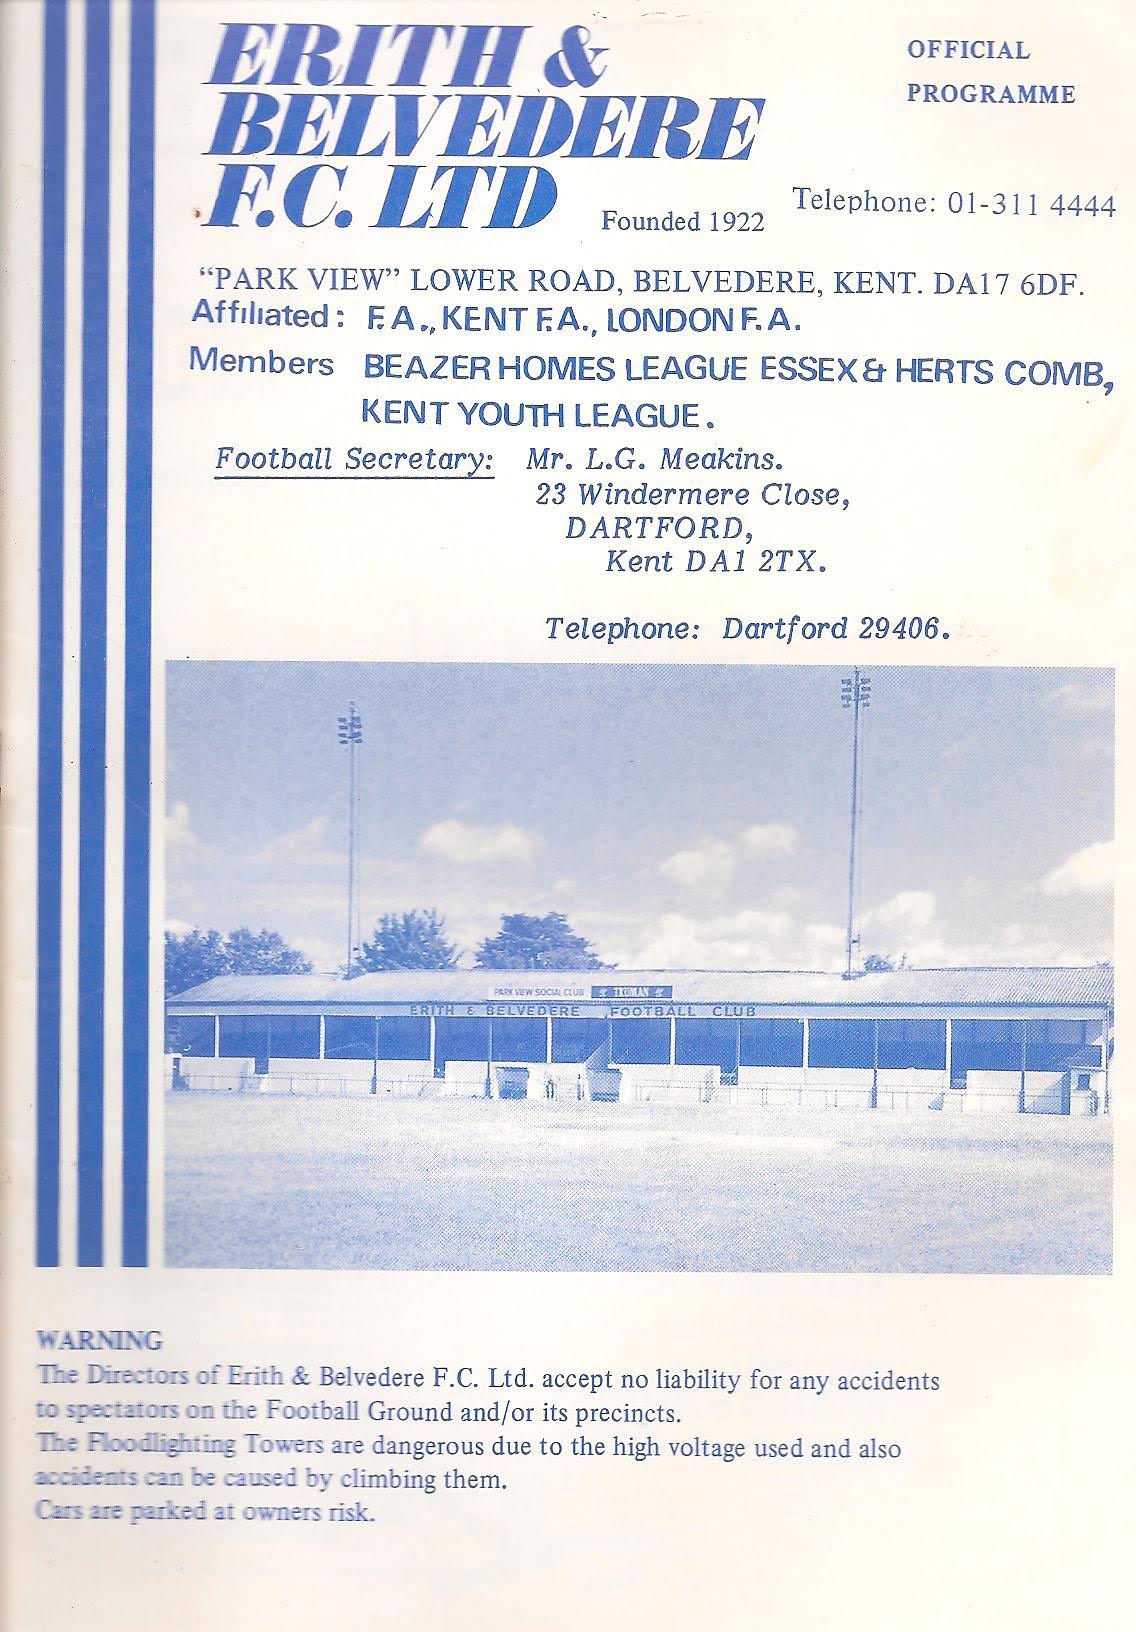 ERITH &
BELVEDERE
F.C. LTD
OFFICIAL
PROGRAMME
Founded 1922
Telephone: 01-311 4444
“PARK VIEW” LOWER ROAD, BELVEDERE, KENT. DA17 6DF.
Affiliated: F.A., KENT F.A., LONDON F.A.
Members BEAZER HOMES LEAGUE ESSEX & HERTS COMB,
KENT YOUTH LEAGUE.
Football Secretary: Mr. L.G. Meakins.
23 Windermere Close,
DARTFORD,
Kent DA1 2TX.
Telephone: Dartford 29406.
PARK VIEW SOCIAL CLUB TRUMAN
ERITH & BELVEDERE FOOTBALL CLUB
WARNING
The Directors of Erith & Belvedere F.C. Ltd. accept no liability for any accidents
to spectators on the Football Ground and/or its precincts.
The Floodlighting Towers are dangerous due to the high voltage used and also
accidents can be caused by climbing them.
Cars are parked at owners risk.